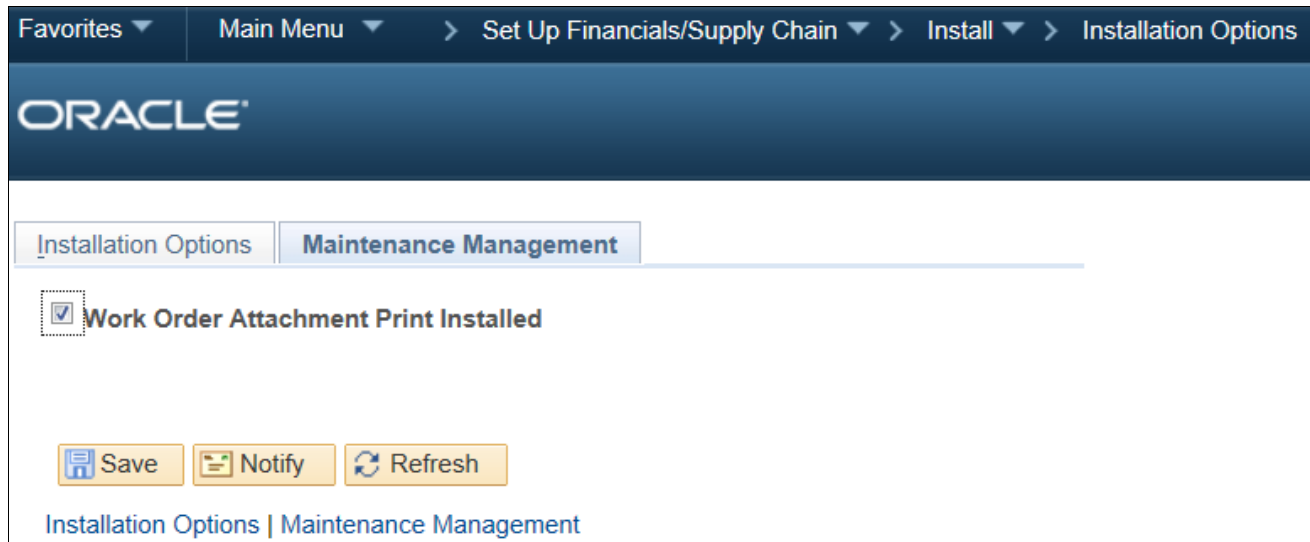 Favorites Main Menu > Set Up Financials/Supply Chain > Install > Installation Options
ORACLE
Installation Options Maintenance Management
Work Order Attachment Print Installed
Save Notify Refresh
Installation Options | Maintenance Management